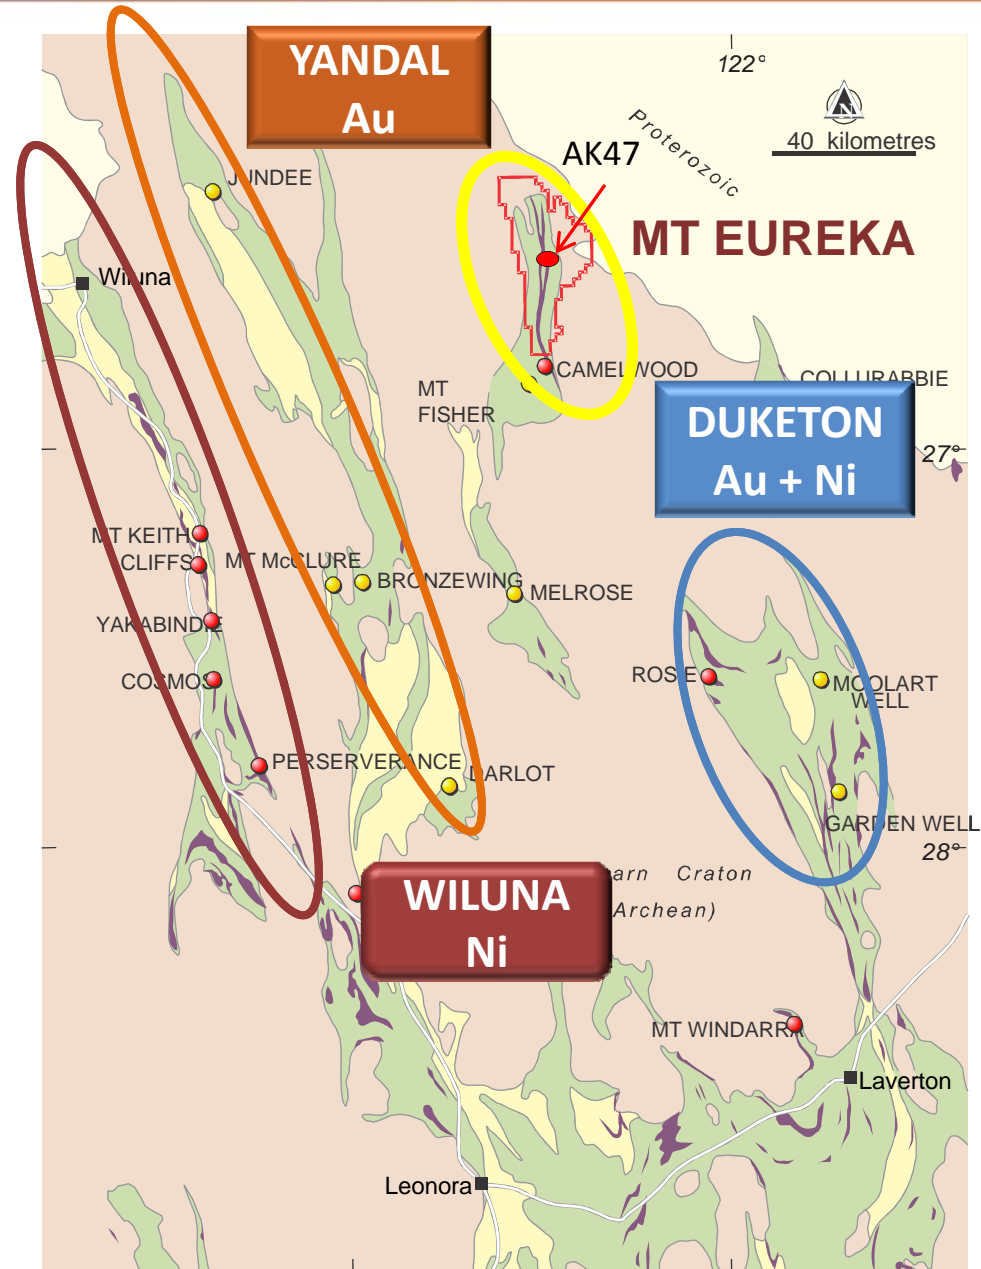 YANDAL
Au
122°
40 kilometres
N
Proterozoic
AK47
JUNDEE
MT EUREKA
Wiluna
CAMELWOOD
COLLURABBIE
MT
FISHER
DUKETON
Au + Ni
27°
MT KEITH
CLIFFS
MT McCLURE
BRONZEWING
MELROSE
YAKABINDIE
COSMOS
ROSIE
MOOLART
WELL
PERSERVERANCE
DARLOT
GARDEN WELL
28°
arn Craton
Archean)
WILUNA
Ni
MT WINDARRA
Laverton
Leonora